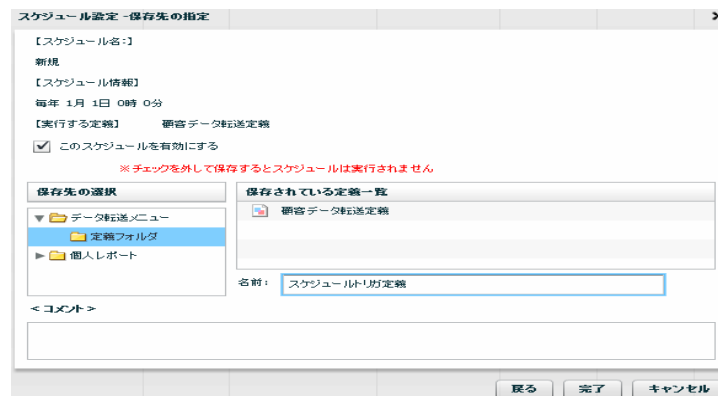 スケジュール設定 -保存先の指定
【スケジュール名:】
新規
【スケジュール情報】
毎年 1月 1日 0時 0分
【実行する定義】 顧客データ転送定義
このスケジュールを有効にする
※チェックを外して保存するとスケジュールは実行されません
保存先の選択 保存されている定義一覧
データ転送メニュー 顧客データ転送定義
定義フォルダ
個人レポート
名前: スケジュールトリガ定義
<コメント>
戻る 完了 キャンセル